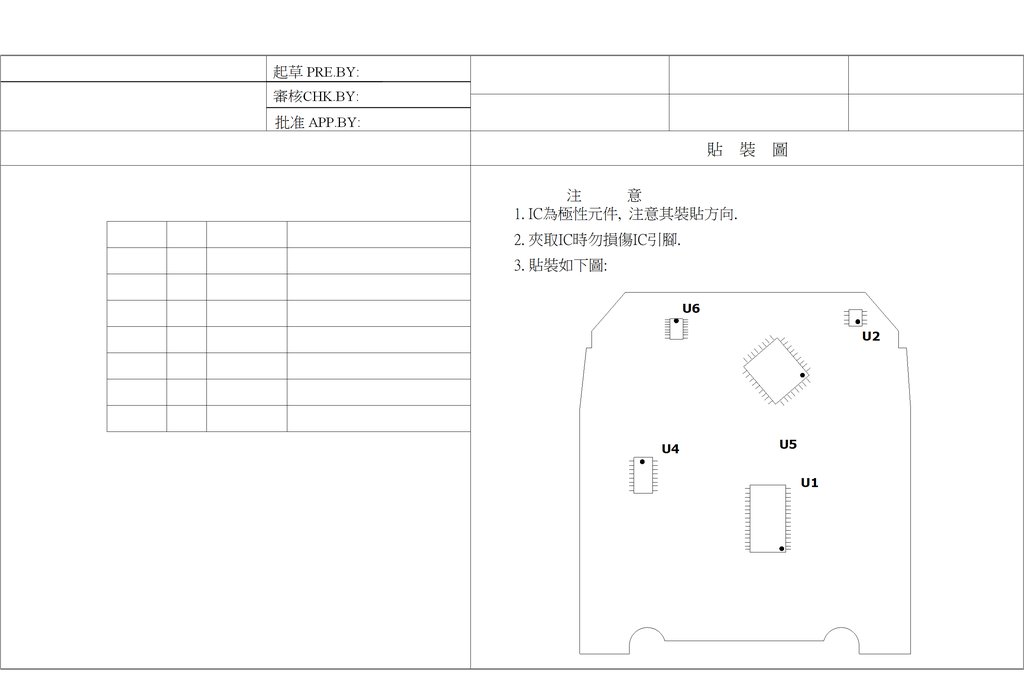 起草 PRE.BY:
審核CHK.BY:
批准 APP.BY:
貼 裝 圖
注 意
1. IC為極性元件, 注意其裝貼方向.
2. 夾取IC時勿損傷IC引腳.
3. 貼裝如下圖:
U6
U2
U4
U5
U1